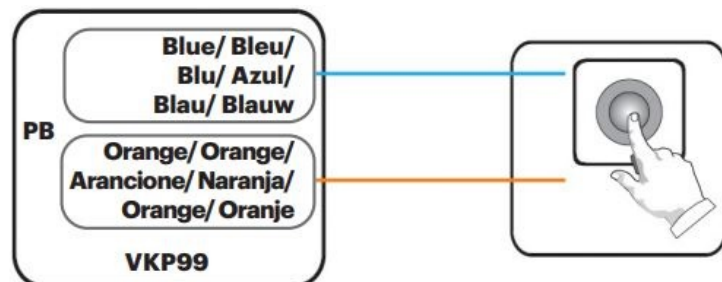 Blue/ Bleu/
Blu/ Azul/
Blau/ Blauw
PB
Orange/ Orange/
Arancione/ Naranja/
Orange/ Oranje
VKP99